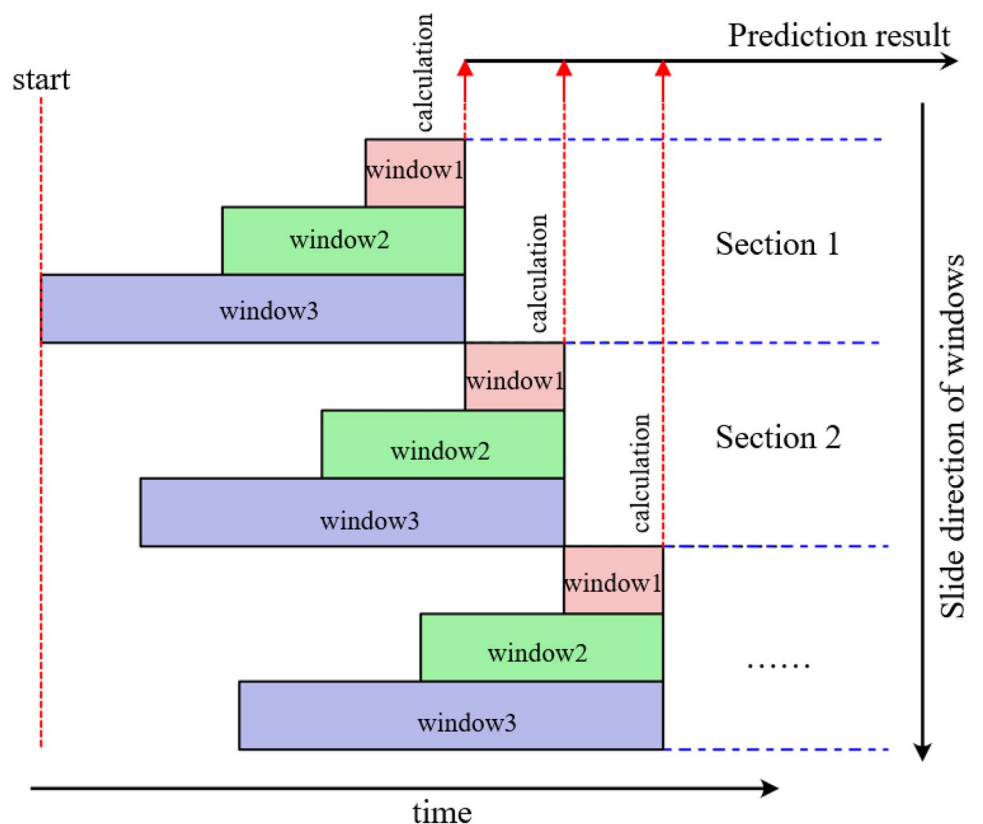 Prediction result
calculation
start
window1
window2
Section 1
calculation
window3
window1
Section 2
window2
calculation
window3
Slide direction of windows
window1
window2
......
window3
time